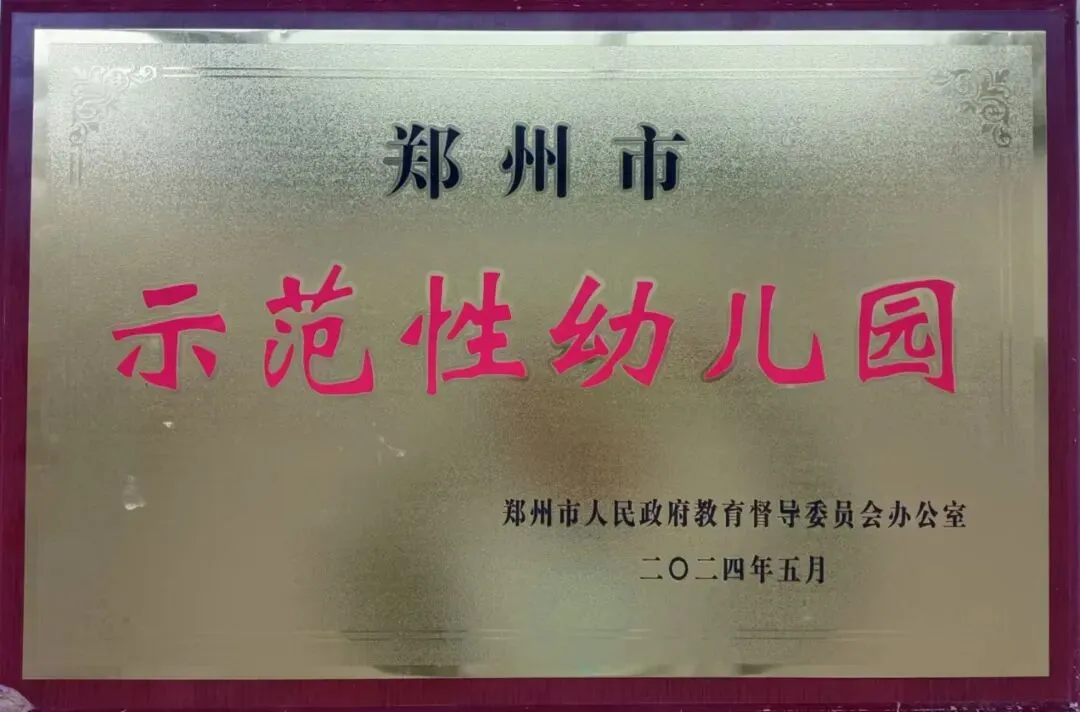 郑州市
示范性幼儿园
郑州市人民政府教育督导委员会办公室
二〇二四年五月